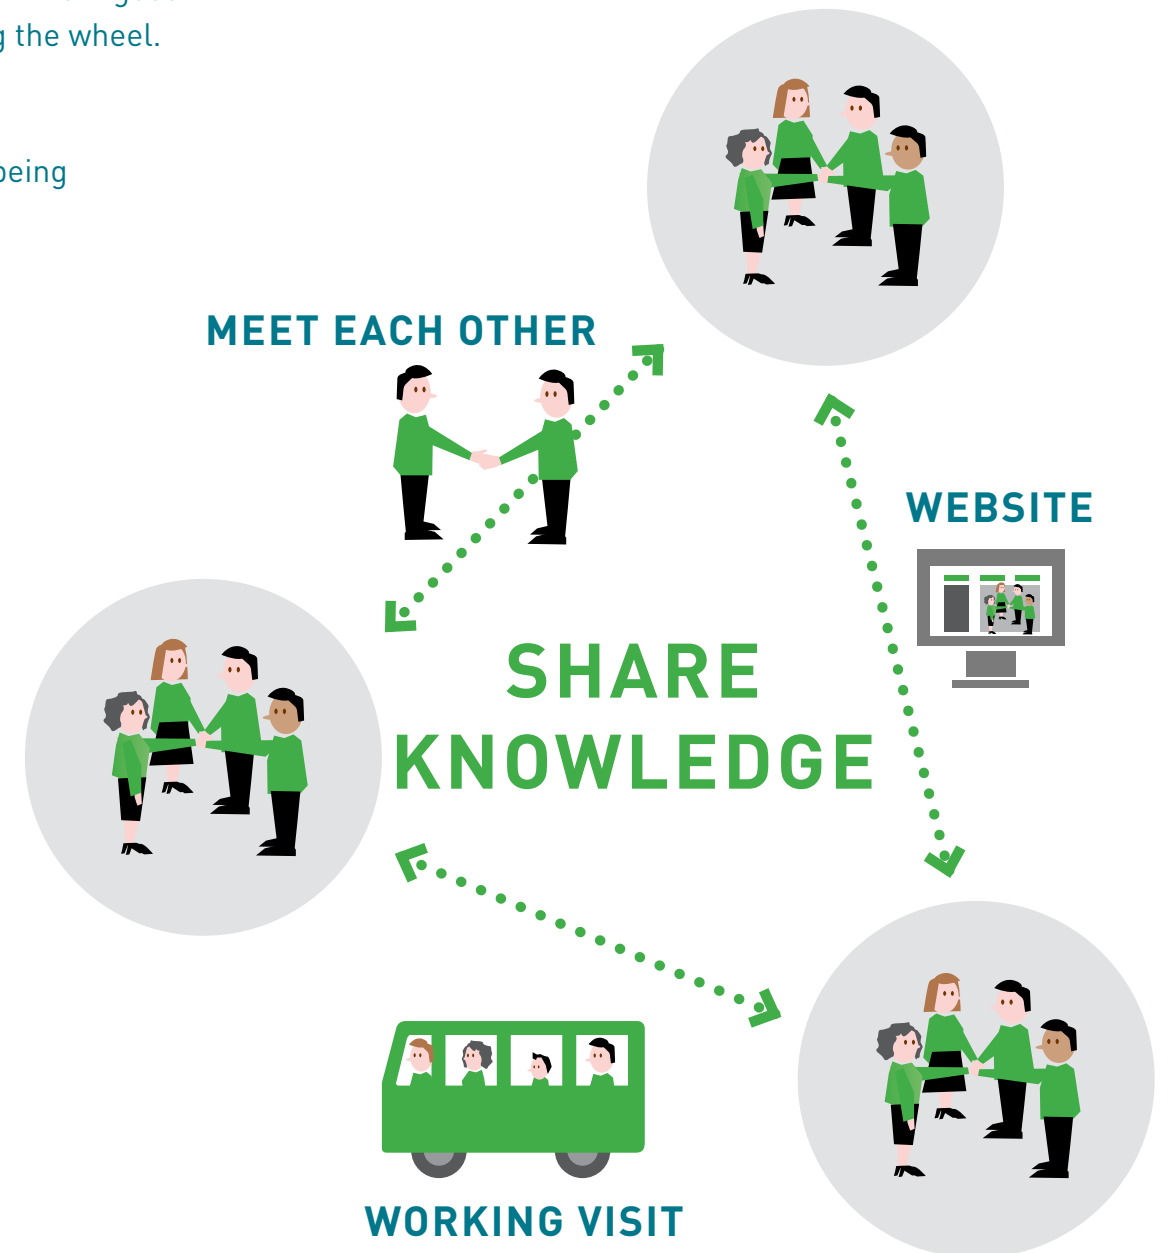 g the wheel.
being
MEET EACH OTHER
WEBSITE
SHARE
KNOWLEDGE
WORKING VISIT